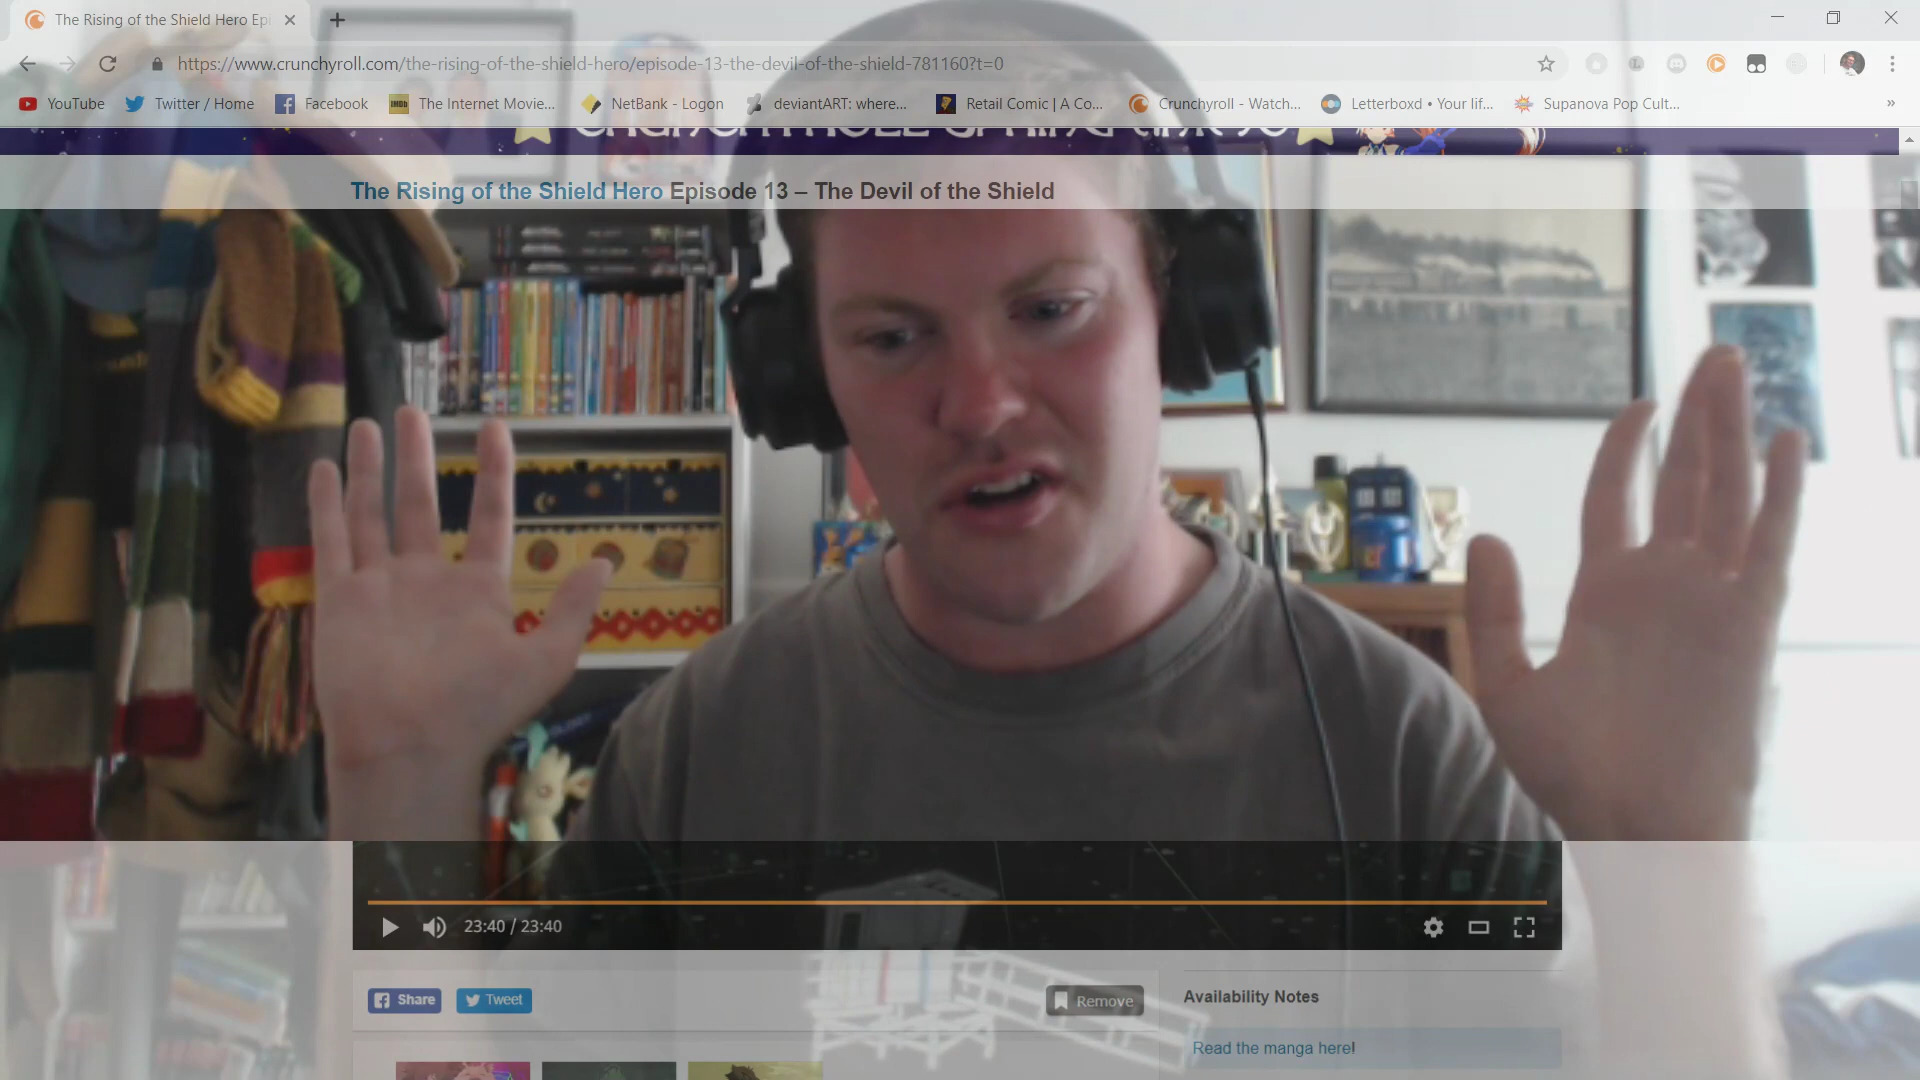 The Rising of the Shield Hero Epi
https://www.crunchyroll.com/the-rising-of-the-shield-hero/episode-13-the-devil-of-the-shield-781160?t=0
YouTube
Twitter / Home
Facebook
IMDb
The Internet Movie...
NetBank - Logon
deviantART: where...
Retail Comic | A Co...
Crunchyroll - Watch...
Letterboxd • Your lif...
Supanova Pop Cult...
»
The Rising of the Shield Hero Episode 13 – The Devil of the Shield
23:40 / 23:40
Share
Tweet
Remove
Availability Notes
Read the manga here!